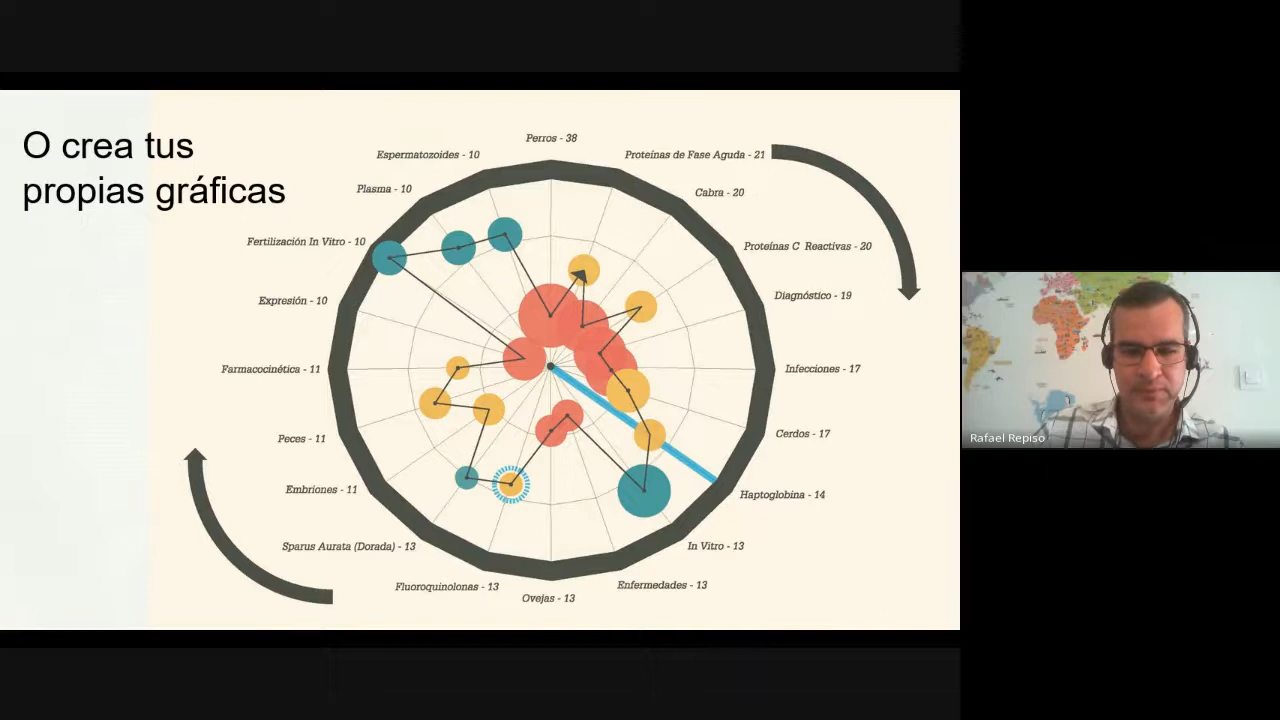 O crea tus
propias gráficas
Perros - 38
Proteínas de Fase Aguda - 21
Cabra - 20
Proteínas C Reactivas - 20
Diagnóstico - 19
Infecciones - 17
Cerdos - 17
Haptoglobina - 14
In Vitro - 13
Enfermedades - 13
Ovejas - 13
Fluoroquinolonas - 13
Sparus Aurata (Dorada) - 13
Embriones - 11
Peces - 11
Farmacocinética - 11
Expresión - 10
Fertilización In Vitro - 10
Plasma - 10
Espermatozoides - 10
Rafael Repiso